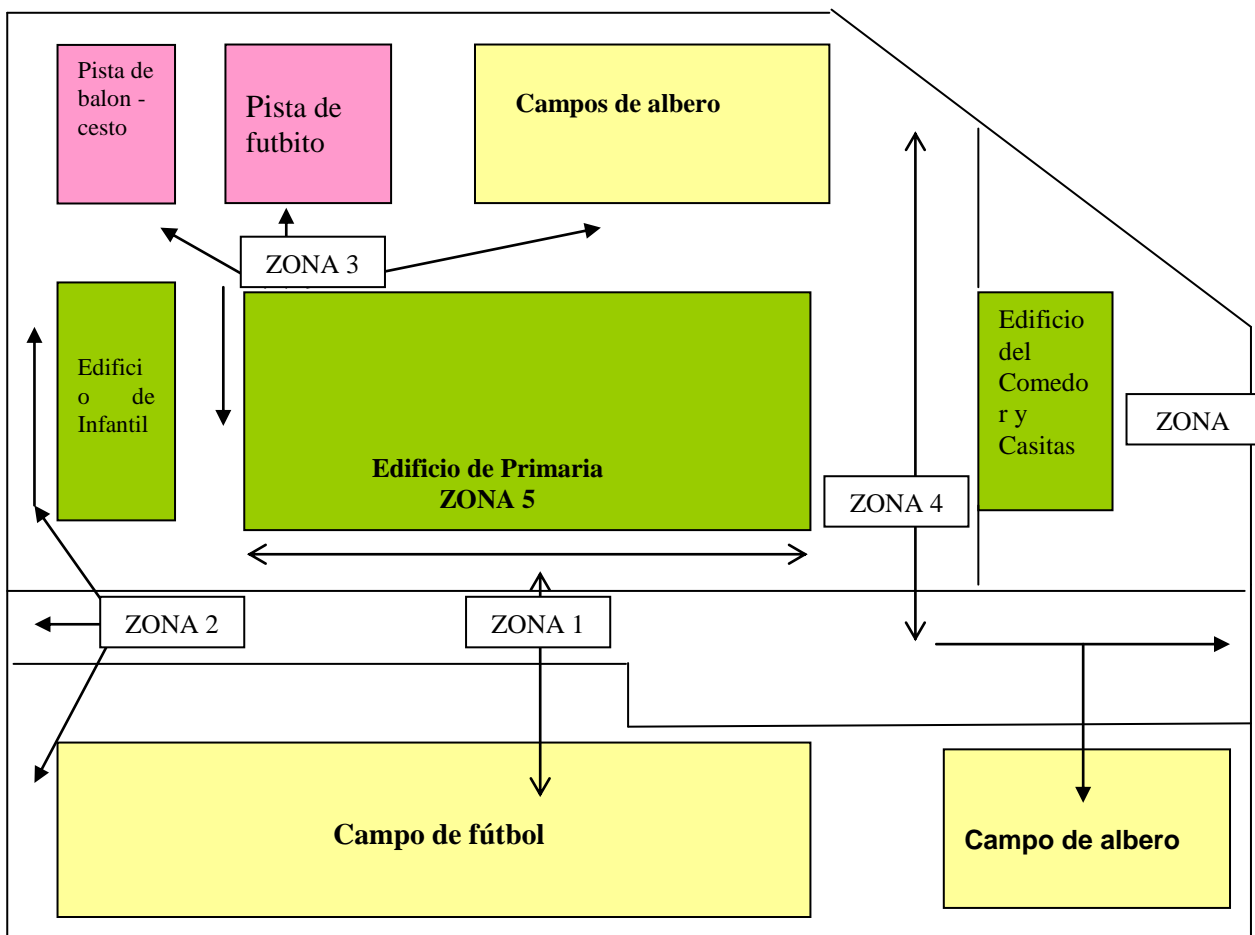 Pista de
balon -
cesto
Pista de
futbito
Campos de albero
ZONA 3
Edifici
o de
Infantil
Edificio de Primaria
ZONA 5
Edificio
del
Comedo
r y
Casitas
ZONA
ZONA 4
ZONA 2
ZONA 1
Campo de fútbol
Campo de albero